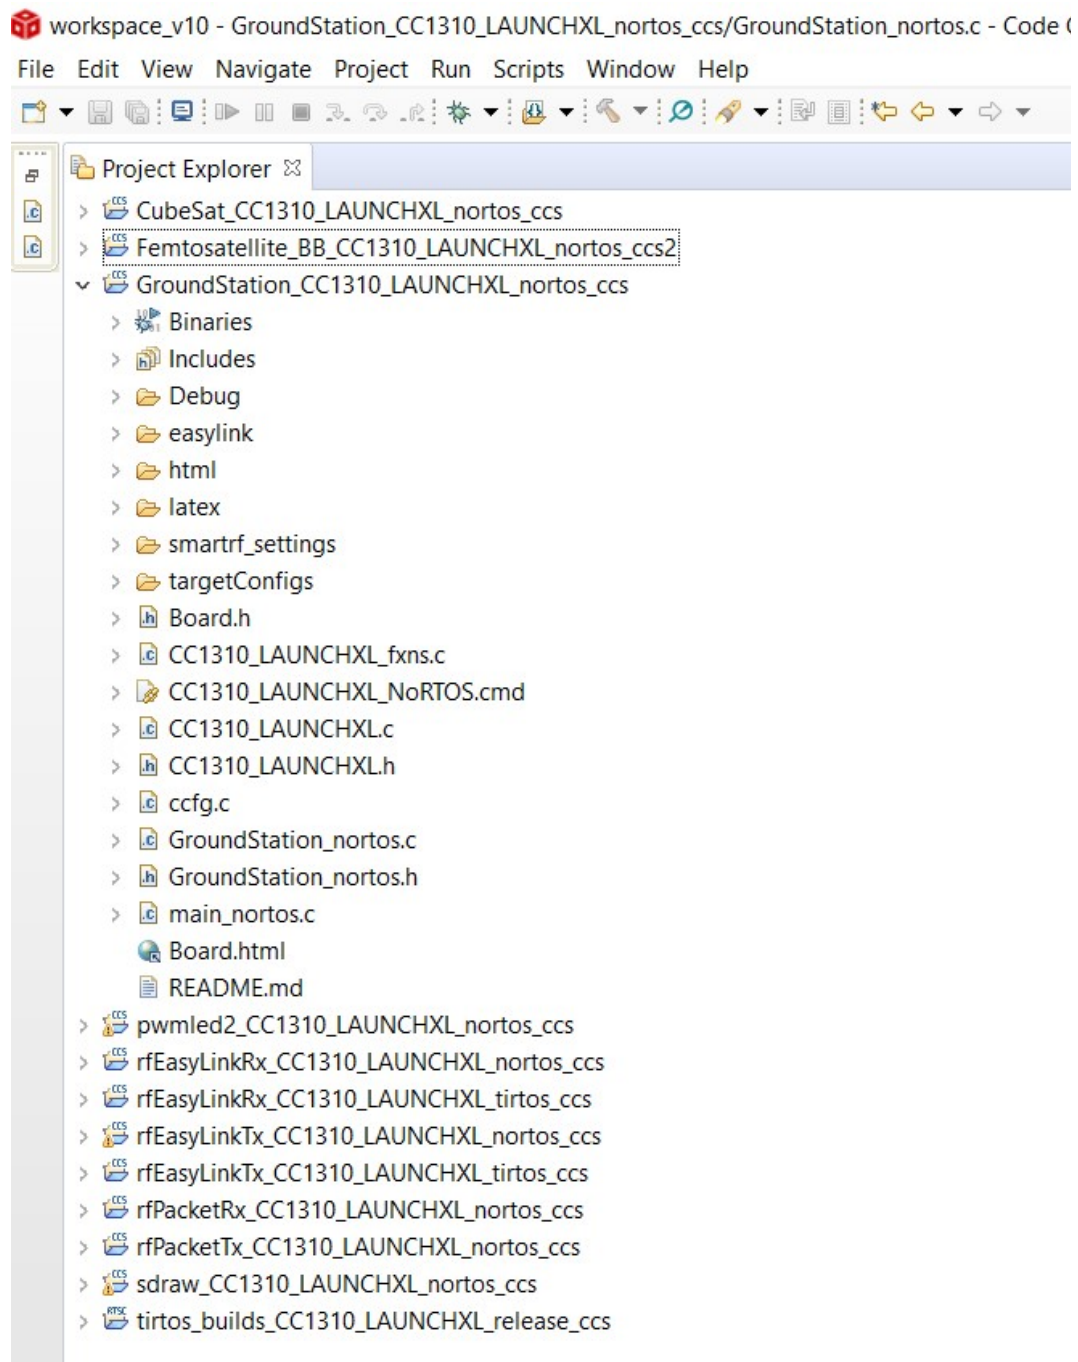 workspace_v10 - GroundStation_CC1310_LAUNCHXL_nortos_ccs/GroundStation_nortos.c - Code
File Edit View Navigate Project Run Scripts Window Help
Project Explorer
CubeSat_CC1310_LAUNCHXL_nortos_ccs
Femtosatellite_BB_CC1310_LAUNCHXL_nortos_ccs2
GroundStation_CC1310_LAUNCHXL_nortos_ccs
Binaries
Includes
Debug
easylink
html
latex
smartrf_settings
targetConfigs
Board.h
CC1310_LAUNCHXL_fxns.c
CC1310_LAUNCHXL_NoRTOS.cmd
CC1310_LAUNCHXL.c
CC1310_LAUNCHXL.h
ccfg.c
GroundStation_nortos.c
GroundStation_nortos.h
main_nortos.c
Board.html
README.md
pwmled2_CC1310_LAUNCHXL_nortos_ccs
rfEasyLinkRx_CC1310_LAUNCHXL_nortos_ccs
rfEasyLinkRx_CC1310_LAUNCHXL_tirtos_ccs
rfEasyLinkTx_CC1310_LAUNCHXL_nortos_ccs
rfEasyLinkTx_CC1310_LAUNCHXL_tirtos_ccs
rfPacketRx_CC1310_LAUNCHXL_nortos_ccs
rfPacketTx_CC1310_LAUNCHXL_nortos_ccs
sdraw_CC1310_LAUNCHXL_nortos_ccs
tirtos_builds_CC1310_LAUNCHXL_release_ccs